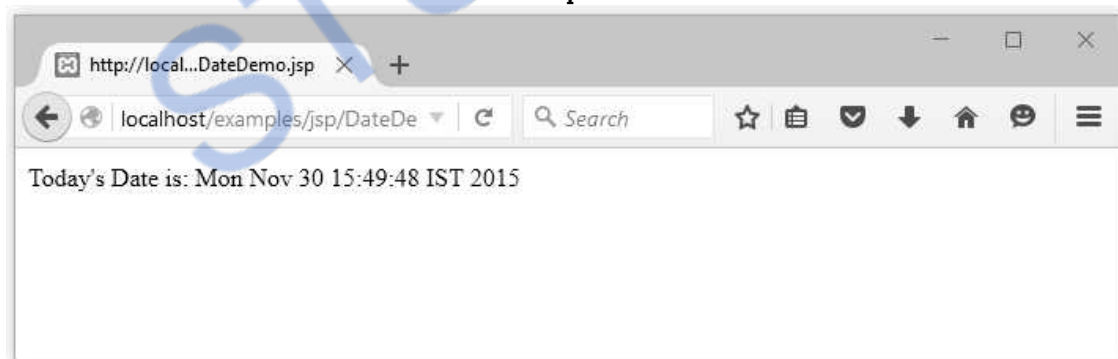 http://local...DateDemo.jsp
localhost/examples/jsp/DateDe
Search
Today's Date is: Mon Nov 30 15:49:48 IST 2015